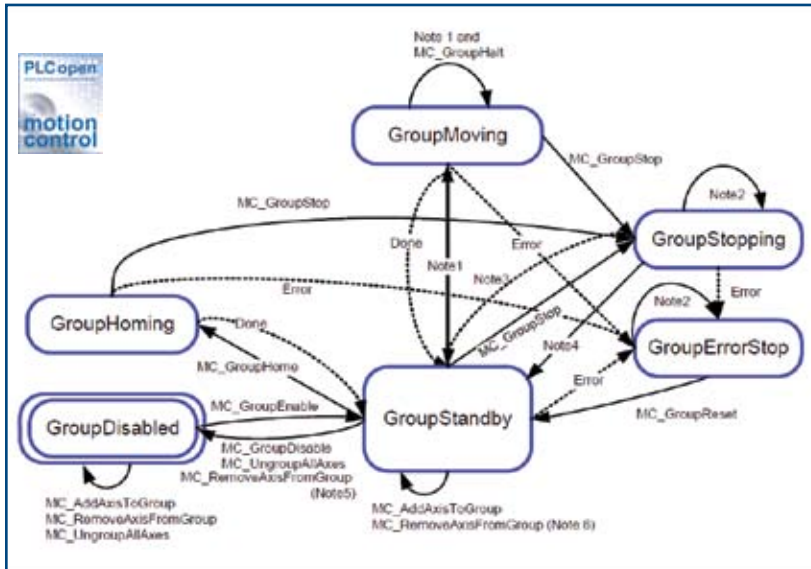 PLCopen
motion
control
Note 1 and
MC_GroupHalt
GroupMoving
MC_GroupStop
MC_GroupStop
Note2
GroupStopping
Done
Error
Note1
Note3
Error
Error
Note2
GroupHoming
Done
MC_GroupStop
Note4
GroupErrorStop
MC_GroupHome
Error
GroupStandby
MC_GroupReset
MC_GroupEnable
GroupDisabled
MC_GroupDisable
MC_UngroupAllAxes
MC_RemoveAxisFromGroup
(Note5)
MC_AddAxisToGroup
MC_RemoveAxisFromGroup
MC_UngroupAllAxes
MC_AddAxisToGroup
MC_RemoveAxisFromGroup (Note 6)